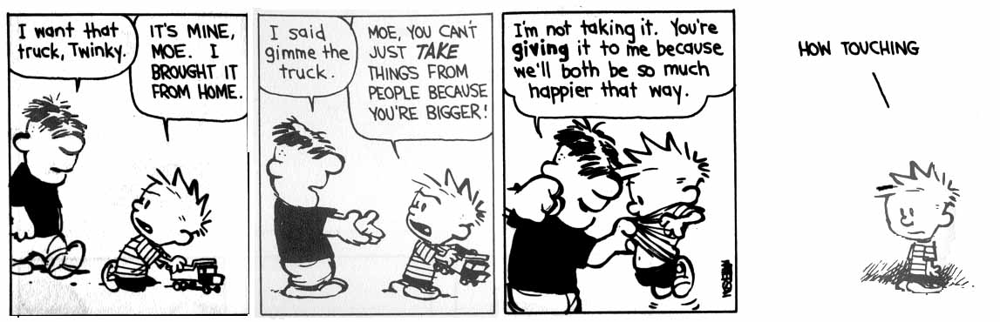 I want that
truck, Twinky.
IT'S MINE,
MOE. I
BROUGHT IT
FROM HOME.
I said
gimme the
truck.
MOE, YOU CAN'T
JUST TAKE
THINGS FROM
PEOPLE BECAUSE
YOU'RE BIGGER!
I'm not taking it. You're
giving it to me because
we'll both be so much
happier that way.
HOW TOUCHING